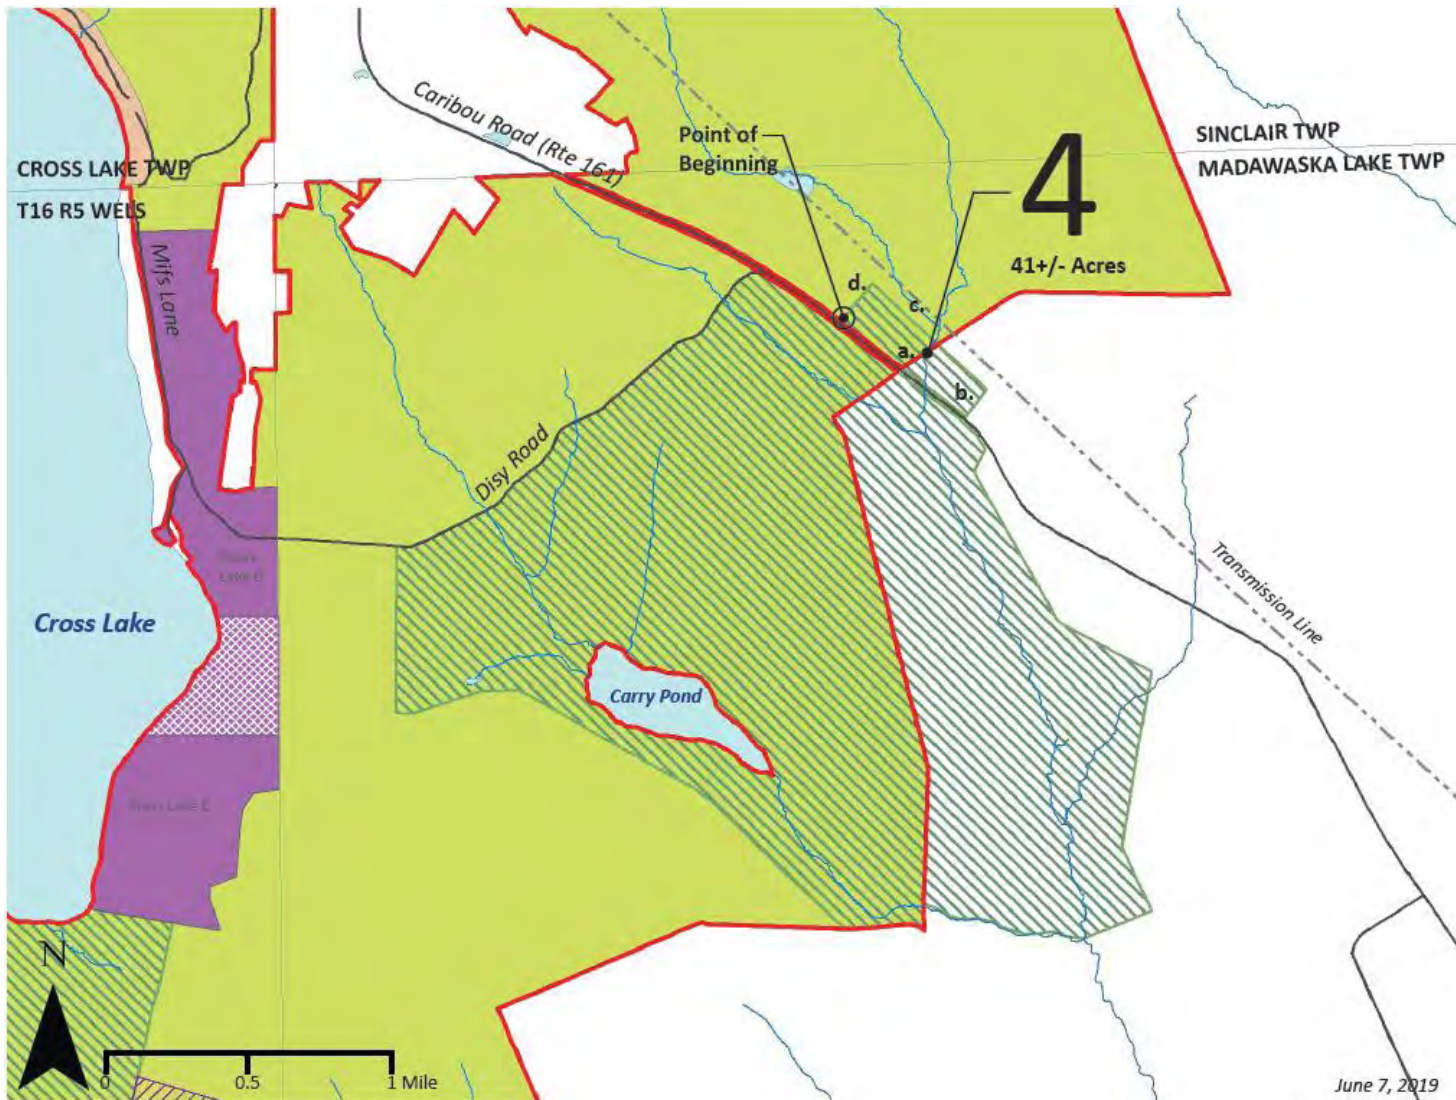 Caribou Road (Rte 161)
Point of
Beginning
4
41+/- Acres
SINCLAIR TWP
MADAWASKA LAKE TWP
CROSS LAKE TWP
T16 R5 WELS
Mifs Lane
d.
c.
a.
b.
Disy Road
Transmission Line
Cross Lake
Carry Pond
N
0
0.5
1 Mile
June 7, 2019